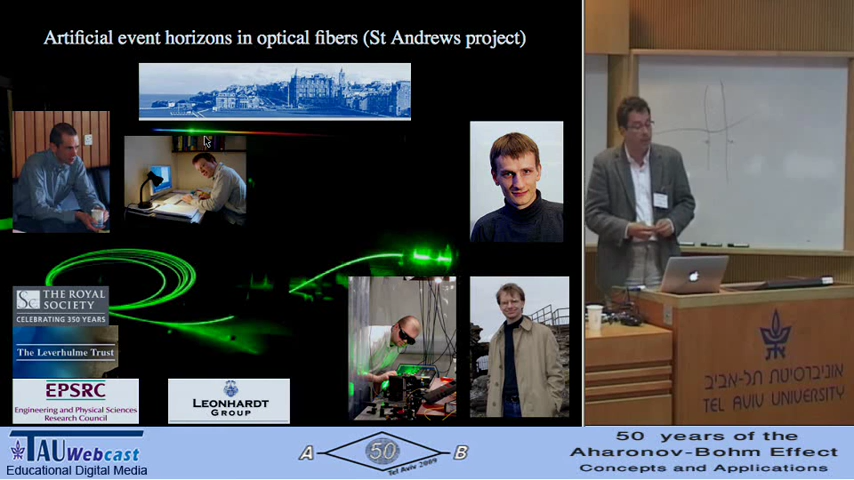 Artificial event horizons in optical fibers (St Andrews project)
THE ROYAL
SOCIETY
CELEBRATING 350 YEARS
The Leverhulme Trust
EPSRC
Engineering and Physical Sciences
Research Council
LEONHARDT
GROUP
אוניברסיטת תל-אביב
TEL AVIV UNIVERSITY
TAU Webcast
Educational Digital Media
A 50 B
Tel Aviv 2009
50 years of the
Aharonov-Bohm Effect
Concepts and Applications